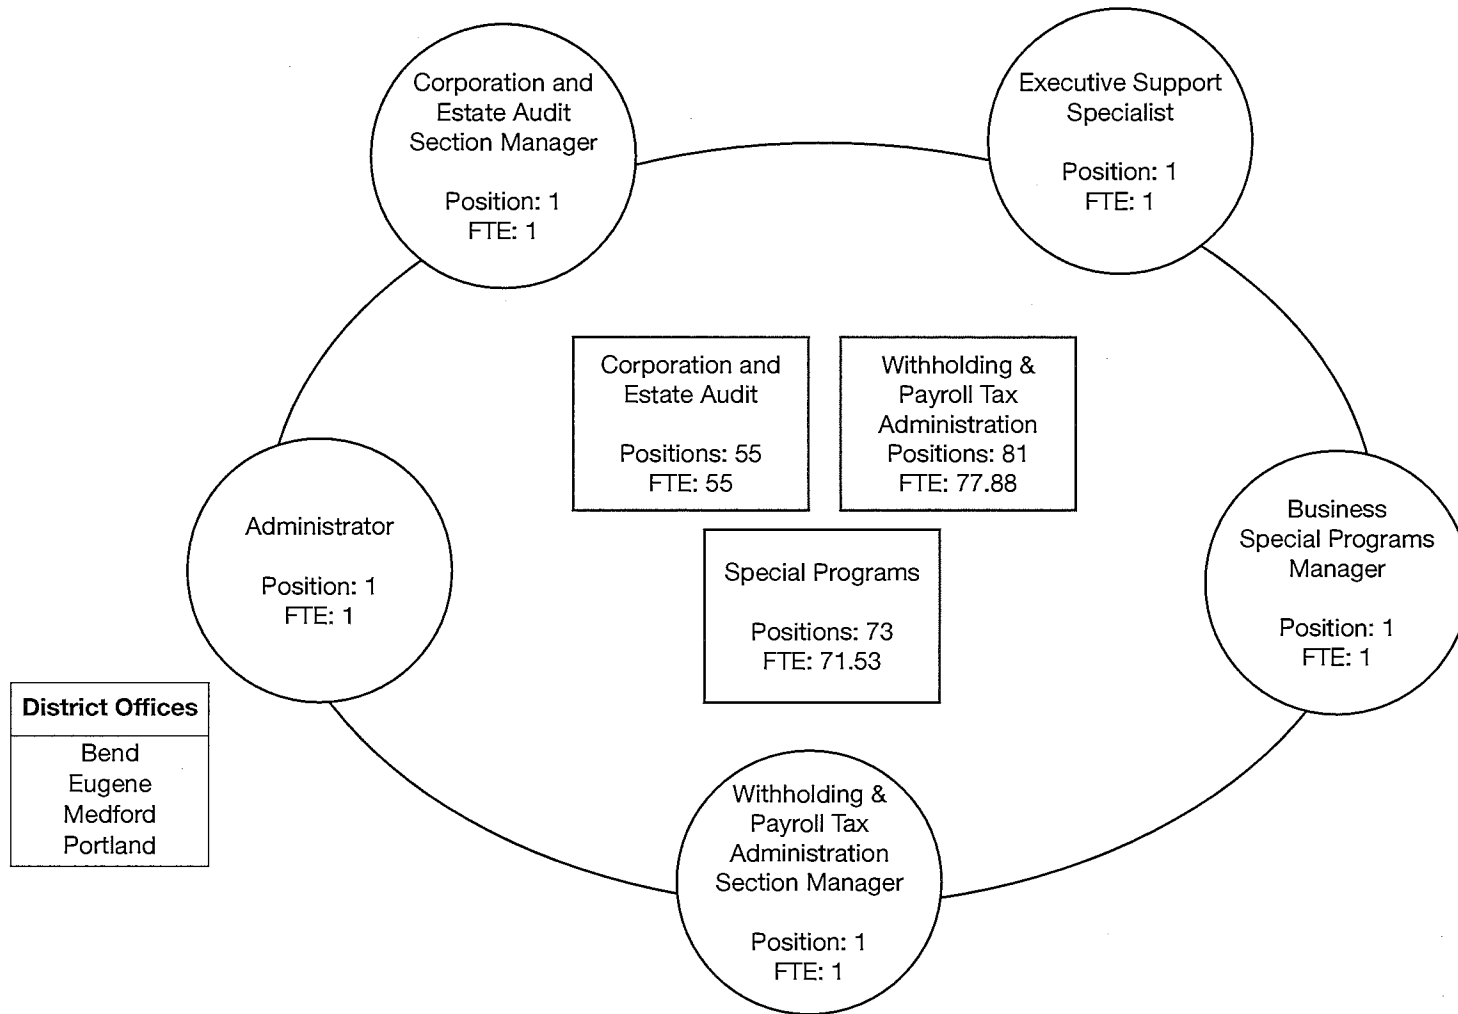 Corporation and
Estate Audit
Section Manager
Position: 1
FTE: 1
Executive Support
Specialist
Position: 1
FTE: 1
Corporation and
Estate Audit
Positions: 55
FTE: 55
Withholding &
Payroll Tax
Administration
Positions: 81
FTE: 77.88
Administrator
Position: 1
FTE: 1
Special Programs
Positions: 73
FTE: 71.53
Business
Special Programs
Manager
Position: 1
FTE: 1
District Offices
Bend
Eugene
Medford
Portland
Withholding &
Payroll Tax
Administration
Section Manager
Position: 1
FTE: 1